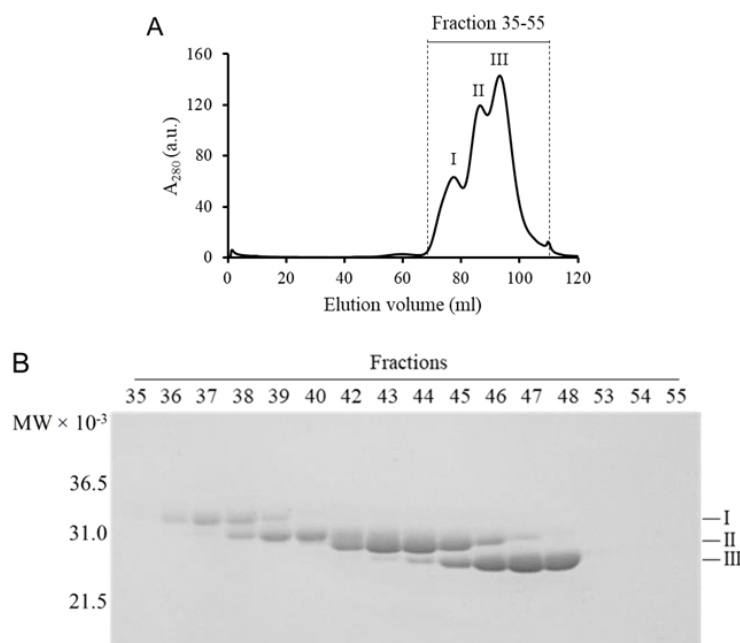 A
Fraction 35-55
160
120
80
40
0
A280 (a.u.)
I
II
III
0 20 40 60 80 100 120
Elution volume (ml)
B
Fractions
35 36 37 38 39 40 42 43 44 45 46 47 48 53 54 55
MW × 10-3
36.5
31.0
21.5
I
II
III